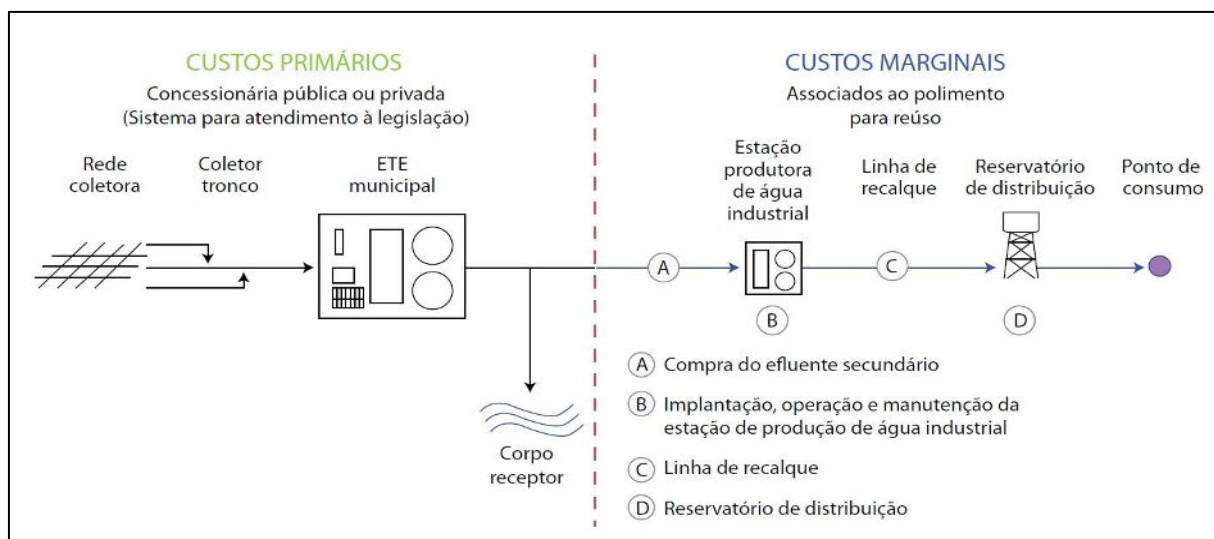 CUSTOS PRIMÁRIOS
Concessionária pública ou privada
(Sistema para atendimento à legislação)
Rede
coletora
Coletor
tronco
ETE
municipal
Corpo
receptor
CUSTOS MARGINAIS
Associados ao polimento
para reúso
Estação
produtora
de água
industrial
Linha de
recalque
Reservatório
de distribuição
Ponto de
consumo
A
B
C
D
A Compra do efluente secundário
B Implantação, operação e manutenção da
estação de produção de água industrial
C Linha de recalque
D Reservatório de distribuição